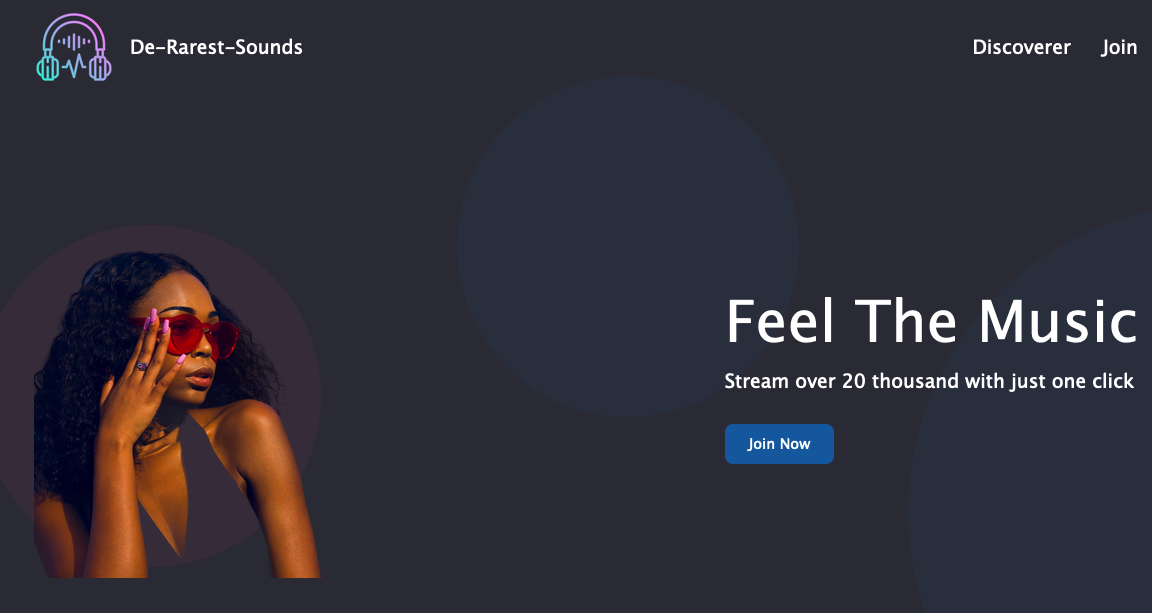 De-Rarest-Sounds
Discoverer
Join
Feel The Music
Stream over 20 thousand with just one click
Join Now